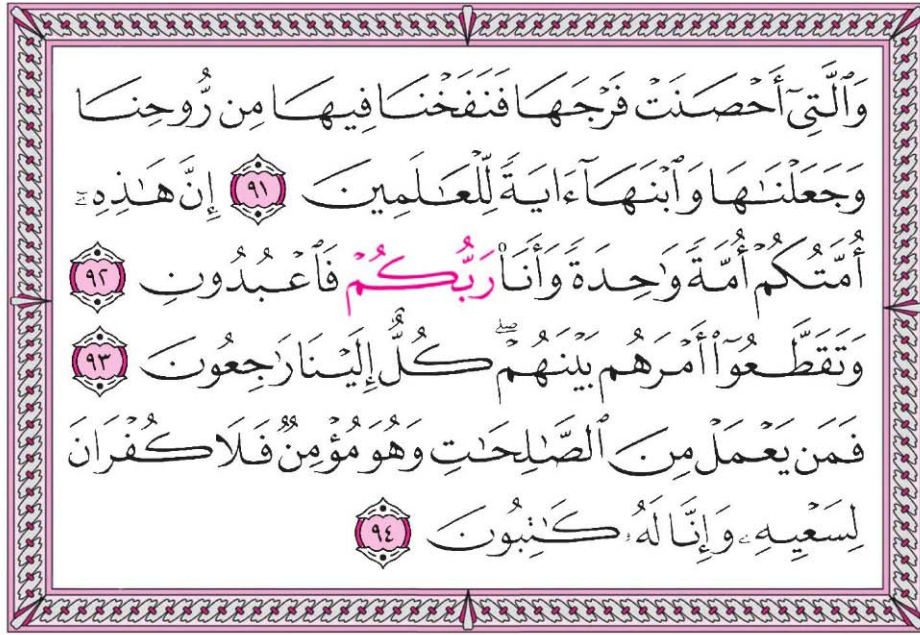 وَٱلَّتِىٓ أَحۡصَنَتۡ فَرۡجَهَا فَنَفَخۡنَا فِيهَا مِن رُّوحِنَا
وَجَعَلۡنَٰهَا وَٱبۡنَهَآ ءَايَةٗ لِّلۡعَٰلَمِينَ ٩١ إِنَّ هَٰذِهِۦٓ
أُمَّتُكُمۡ أُمَّةٗ وَٰحِدَةٗ وَأَنَا۠ رَبُّكُمۡ فَٱعۡبُدُونِ ٩٢
وَتَقَطَّعُوٓاْ أَمۡرَهُم بَيۡنَهُمۡۖ كُلٌّ إِلَيۡنَا رَٰجِعُونَ ٩٣
فَمَن يَعۡمَلۡ مِنَ ٱلصَّٰلِحَٰتِ وَهُوَ مُؤۡمِنٞ فَلَا كُفۡرَانَ
لِسَعۡيِهِۦ وَإِنَّا لَهُۥ كَٰتِبُونَ ٩٤